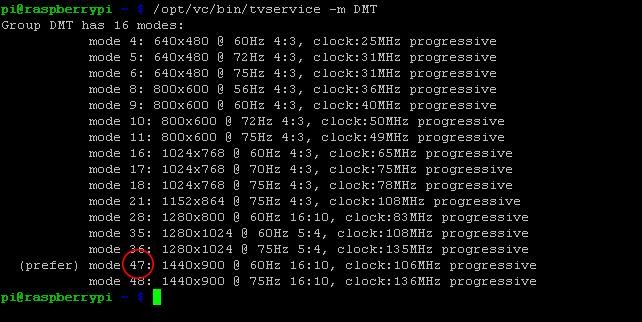 pi@raspberrypi ~ $ /opt/vc/bin/tvservice -m DMT
Group DMT has 16 modes:
mode 4: 640x480 @ 60Hz 4:3, clock:25MHz progressive
mode 5: 640x480 @ 72Hz 4:3, clock:31MHz progressive
mode 6: 640x480 @ 75Hz 4:3, clock:31MHz progressive
mode 8: 800x600 @ 56Hz 4:3, clock:36MHz progressive
mode 9: 800x600 @ 60Hz 4:3, clock:40MHz progressive
mode 10: 800x600 @ 72Hz 4:3, clock:50MHz progressive
mode 11: 800x600 @ 75Hz 4:3, clock:49MHz progressive
mode 16: 1024x768 @ 60Hz 4:3, clock:65MHz progressive
mode 17: 1024x768 @ 70Hz 4:3, clock:75MHz progressive
mode 18: 1024x768 @ 75Hz 4:3, clock:78MHz progressive
mode 21: 1152x864 @ 75Hz 4:3, clock:108MHz progressive
mode 28: 1280x800 @ 60Hz 16:10, clock:83MHz progressive
mode 35: 1280x1024 @ 60Hz 5:4, clock:108MHz progressive
mode 36: 1280x1024 @ 75Hz 5:4, clock:135MHz progressive
(prefer) mode 47: 1440x900 @ 60Hz 16:10, clock:106MHz progressive
mode 48: 1440x900 @ 75Hz 16:10, clock:136MHz progressive
pi@raspberrypi ~ $